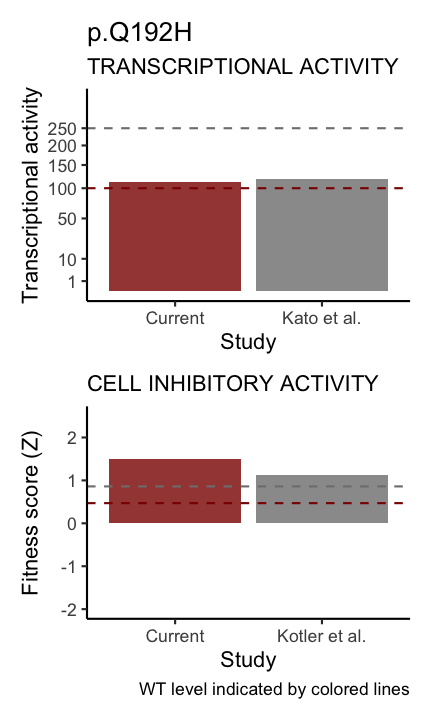 p.Q192H
TRANSCRIPTIONAL ACTIVITY
Transcriptional activity
250
200
150
100
50
10
1
Current
Kato et al.
Study
CELL INHIBITORY ACTIVITY
Fitness score (Z)
2
1
0
-1
-2
Current
Kotler et al.
Study
WT level indicated by colored lines